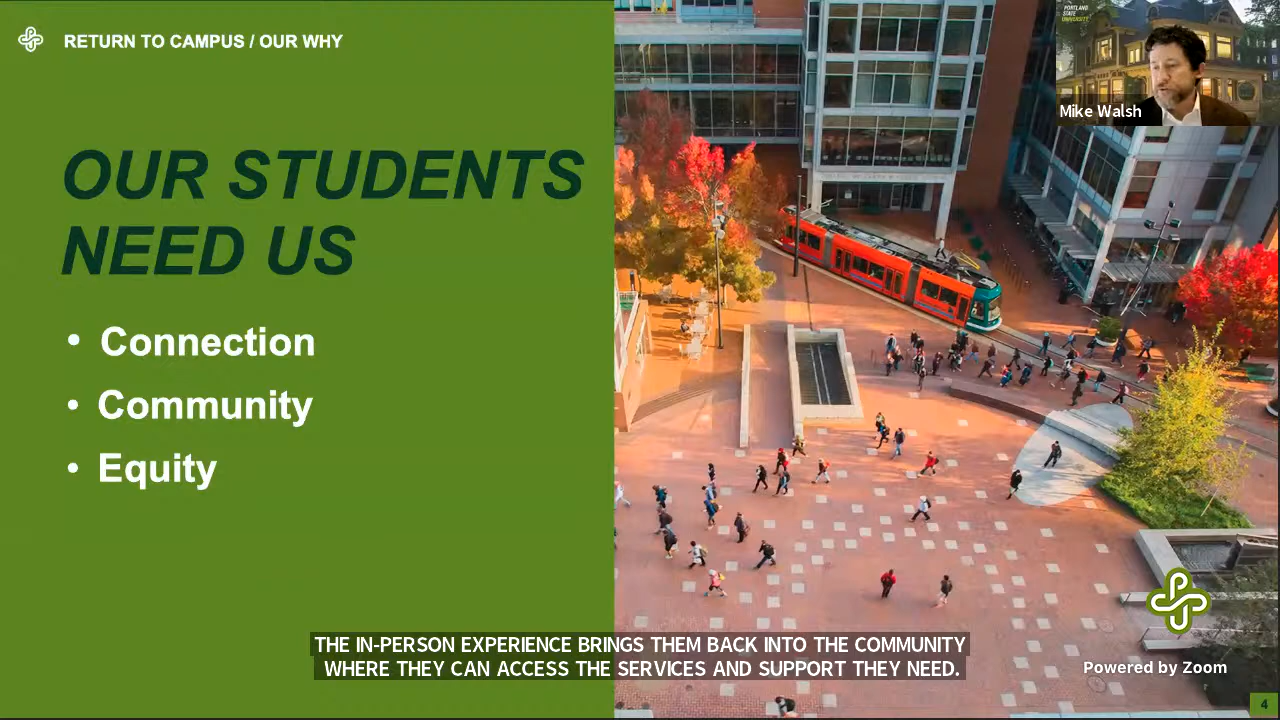 RETURN TO CAMPUS / OUR WHY
PORTLAND
STATE
UNIVERSITY
Mike Walsh
OUR STUDENTS
NEED US
• Connection
• Community
• Equity
THE IN-PERSON EXPERIENCE BRINGS THEM BACK INTO THE COMMUNITY
WHERE THEY CAN ACCESS THE SERVICES AND SUPPORT THEY NEED.
Powered by Zoom
4